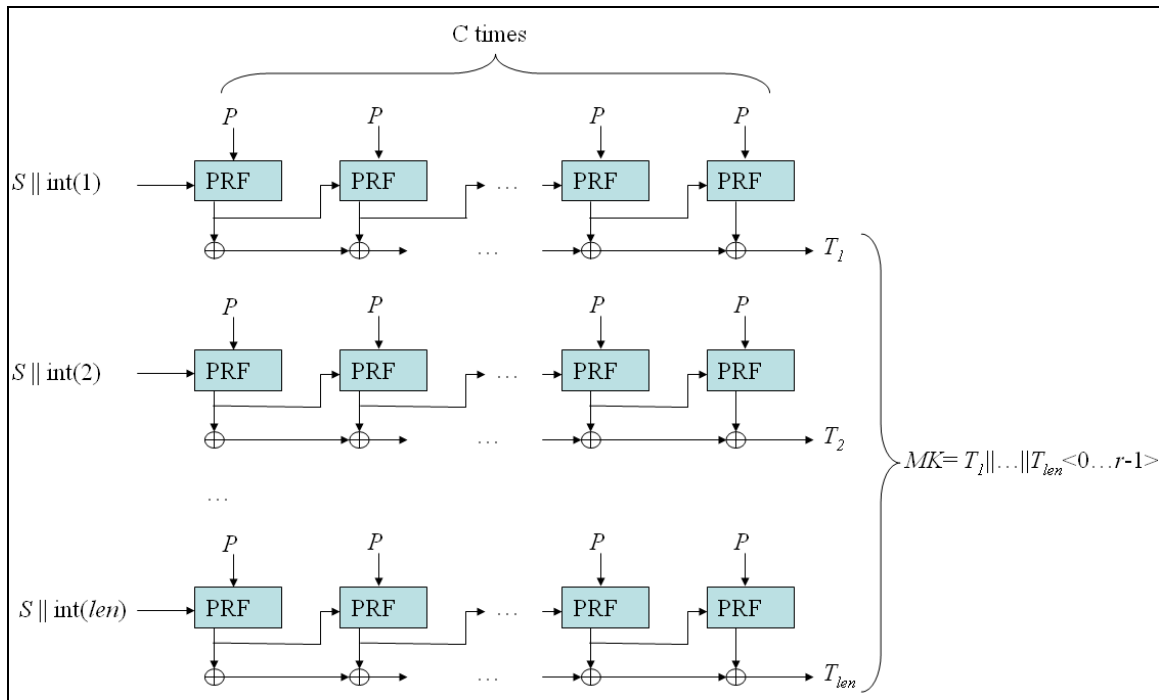 C times
P P P P
S || int(1) PRF PRF … PRF PRF
… T1
P P P P
S || int(2) PRF PRF … PRF PRF
… T2
MK= T1||…||Tlen<0…r-1>
…
P P P P
S || int(len) PRF PRF … PRF PRF
… Tlen